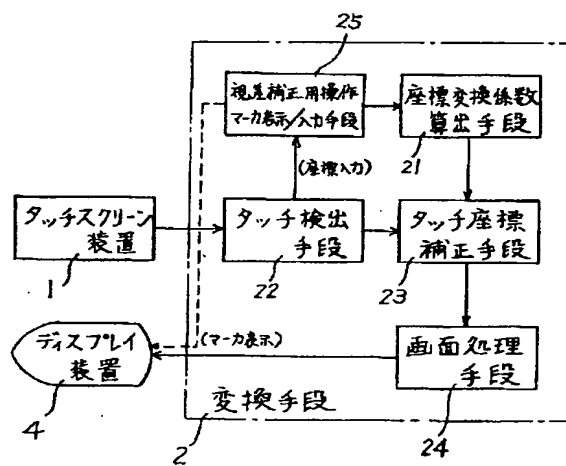 25
視差補正用操作
マーカ表示/入力手段
座標変換係数
算出手段
21
(座標入力)
タッチスクリーン
装置
1
タッチ検出
手段
22
タッチ座標
補正手段
23
ディスプレイ
装置
4
(マーカ表示)
画面処理
手段
24
変換手段
2